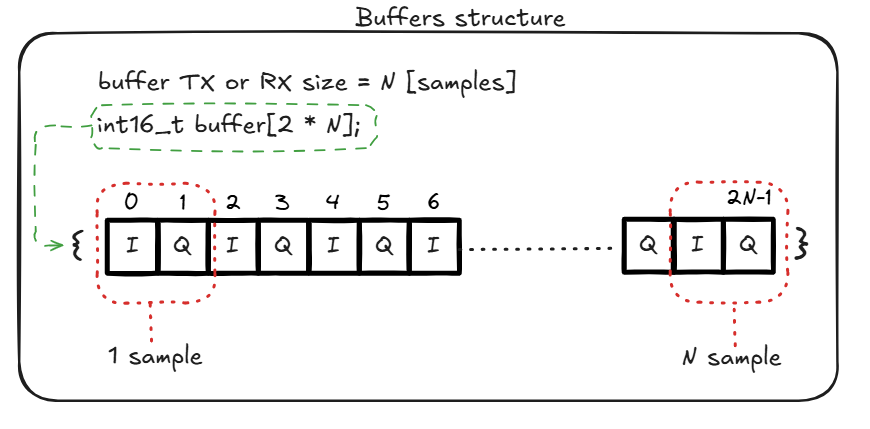 Buffers structure
buffer TX or RX size = N [samples]
int16_t buffer[2 * N];
0 1 2 3 4 5 6 2N-1
{ I Q I Q I Q I ........... Q I Q }
1 sample
N sample